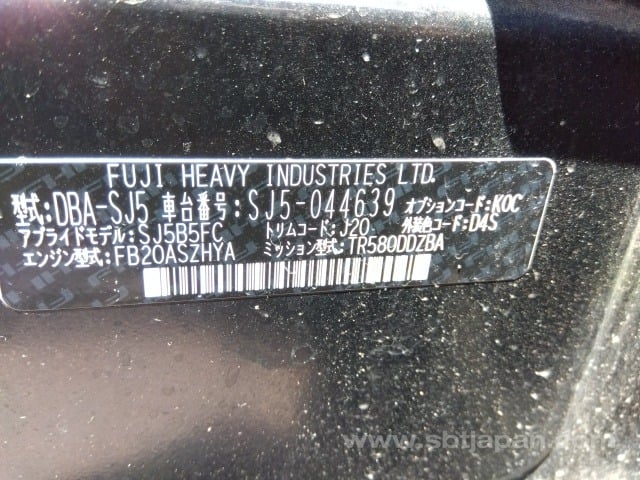 FUJI HEAVY INDUSTRIES LTD.
型式:DBA-SJ5 車台番号:SJ5-044639 オプションコード:K0C
アプライドモデル:SJ5B5FC トリムコード:J20 外装色コード:D4S
エンジン型式:FB20ASZHYA ミッション型式:TR580DDZBA
www.sbtjapan.com